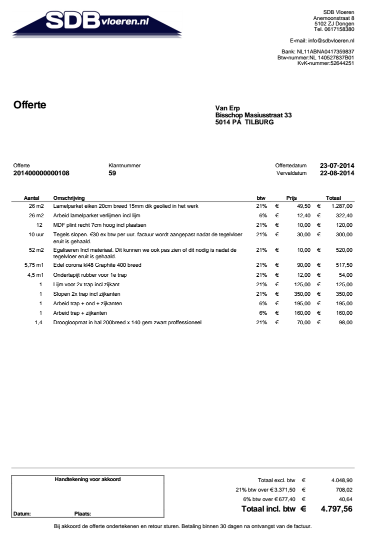 SDB vloeren.nl
SDB Vloeren
Anemoonstraat 8
5102 ZJ Dongen
Tel. 0617158380
E-mail: info@sdbvloeren.nl
Bank: NL11ABNA0417359837
Btw-nummer:NL 140527837B01
KvK-nummer:52644251
Offerte
Van Erp
Bisschop Masiusstraat 33
5014 PA TILBURG
Offerte Klantnummer Offertedatum 23-07-2014
201400000000108 59 Vervaldatum 22-08-2014
Aantal Omschrijving btw Prijs Totaal
26 m2 Lamelparket eiken 20cm breed 15mm dik geolied in het werk 21% € 49,50 € 1.287,00
26 m2 Arbeid lamelparket verlijmen incl lijm 6% € 12,40 € 322,40
12 MDF plint recht 7cm hoog incl plaatsen 21% € 10,00 € 120,00
10 uur Tegels slopen. €30 ex btw per uur. factuur wordt aangepast nadat de tegelvloer 21% € 30,00 € 300,00
eruit is gehaald
52 m2 Egaliseren incl materiaal. Dit kunnen we ook pas zien of dit nodig is nadat de 21% € 10,00 € 520,00
tegelvloer eruit is gehaald
5,75 m1 Edel corona kl48 Graphite 400 breed 21% € 90,00 € 517,50
4,5 m1 Ondertapijt rubber voor 1e trap 21% € 12,00 € 54,00
1 Lijm voor 2x trap incl zijkant 21% € 125,00 € 125,00
1 Slopen 2x trap incl zijkanten 21% € 350,00 € 350,00
1 Arbeid trap + ond + zijkanten 6% € 195,00 € 195,00
1 Arbeid trap + zijkanten 6% € 160,00 € 160,00
1,4 Droogloopmat in hal 200breed x 140 gem zwart proffessioneel 21% € 70,00 € 98,00
Handtekening voor akkoord
Datum: Plaats:
Totaal excl. btw € 4.048,90
21% btw over €3.371,50 € 708,02
6% btw over €677,40 € 40,64
Totaal incl. btw € 4.797,56
Bij akkoord de offerte ondertekenen en retour sturen. Betaling binnen 30 dagen na ontvangst van de factuur.